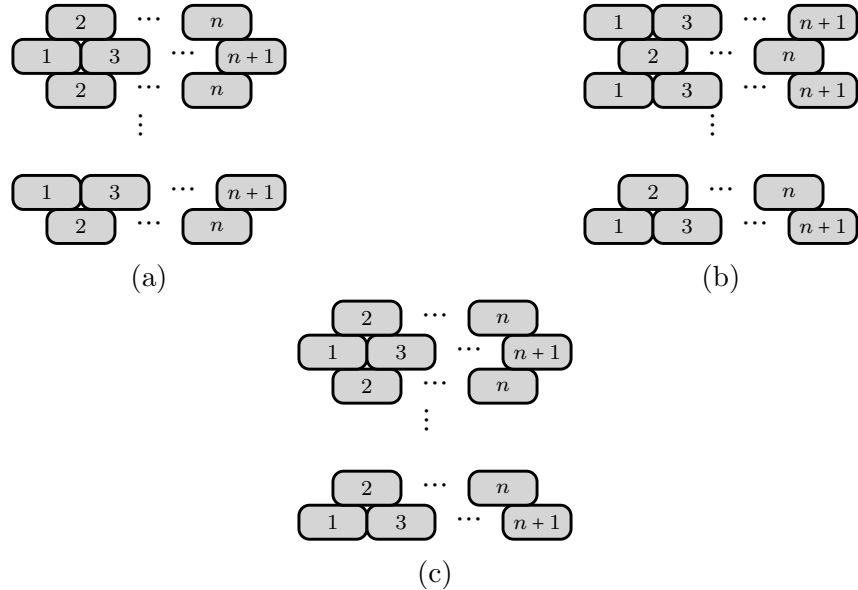 2 ⋯ n
1 3 ⋯ n + 1
2 ⋯ n
⋮
1 3 ⋯ n + 1
2 ⋯ n
(a)
1 3 ⋯ n + 1
2 ⋯ n
1 3 ⋯ n + 1
⋮
2 ⋯ n
1 3 ⋯ n + 1
(b)
2 ⋯ n
1 3 ⋯ n + 1
2 ⋯ n
⋮
2 ⋯ n
1 3 ⋯ n + 1
(c)